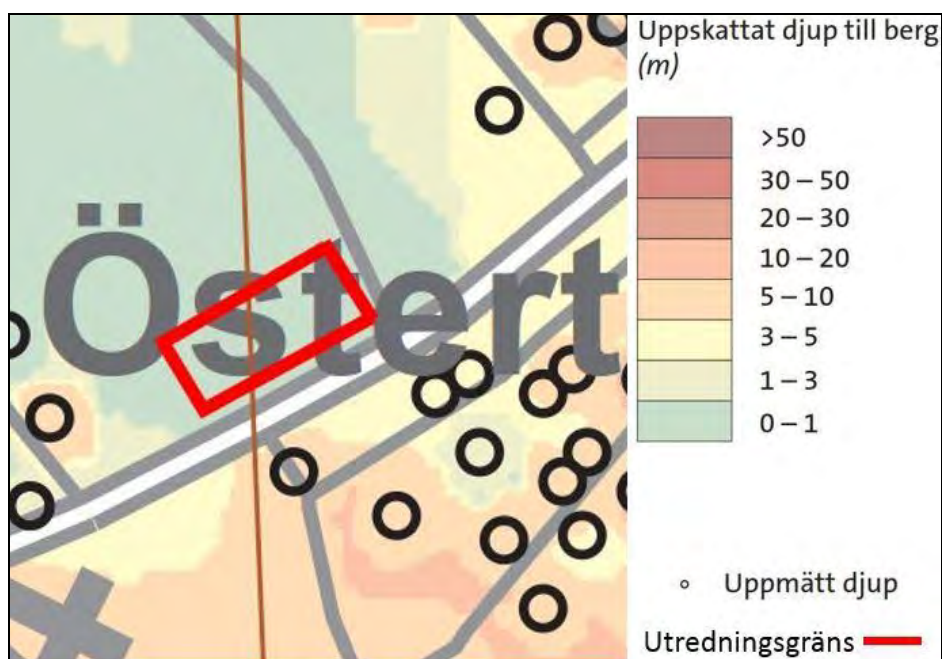 Östert
Uppskattat djup till berg
(m)
>50
30 – 50
20 – 30
10 – 20
5 – 10
3 – 5
1 – 3
0 – 1
Uppmätt djup
Utredningsgräns